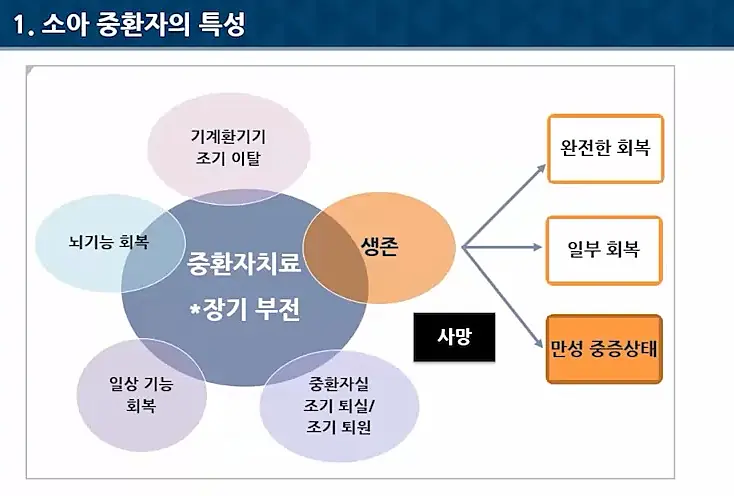 1. 소아 중환자의 특성
기계환기기
조기 이탈
뇌기능 회복
중환자치료
*장기 부전
생존
일상 기능
회복
중환자실
조기 퇴실/
조기 퇴원
사망
완전한 회복
일부 회복
만성 중증상태